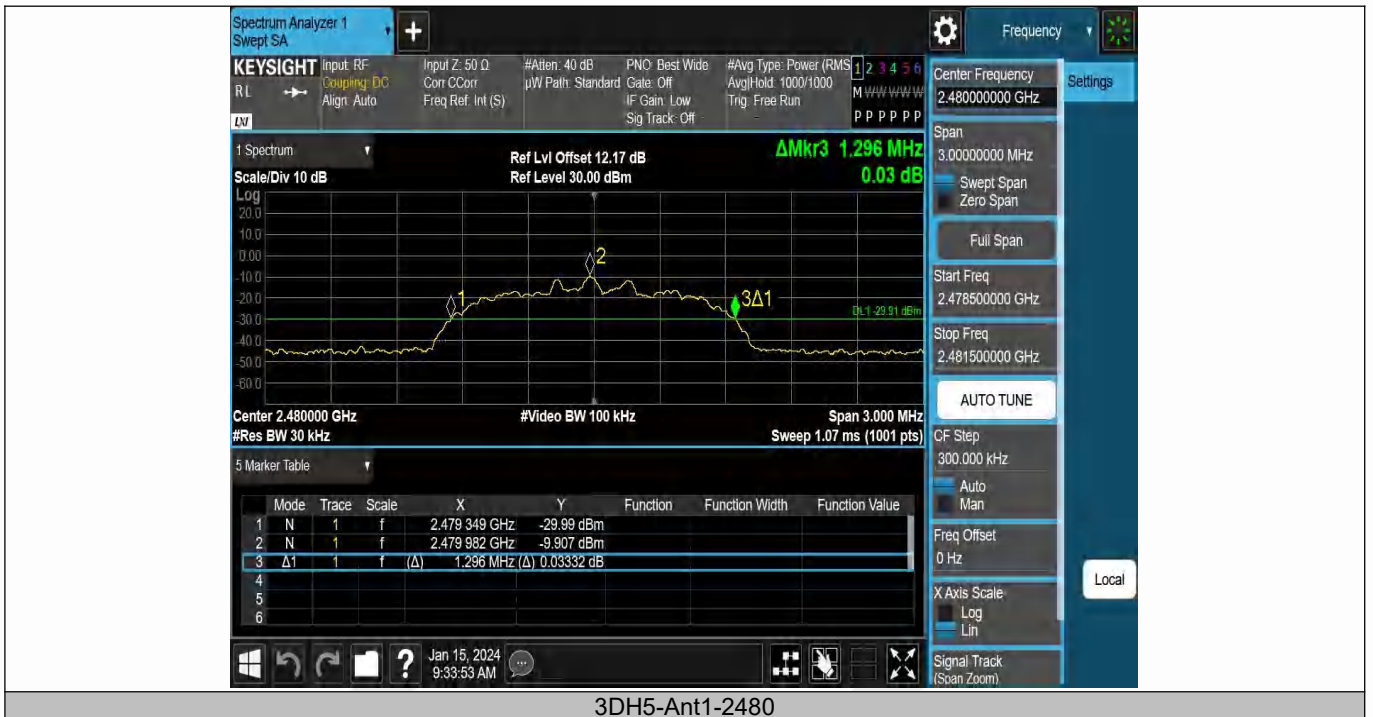 Spectrum Analyzer 1
Swept SA
+
Frequency
KEYSIGHT
RL
LXI
Input: RF
Coupling: DC
Align: Auto
Input Z: 50 Ω
Corr CCorr
Freq Ref: Int (S)
#Atten: 40 dB
µW Path: Standard
PNO: Best Wide
Gate: Off
IF Gain: Low
Sig Track: Off
#Avg Type: Power (RMS
Avg|Hold: 1000/1000
Trig: Free Run
1 2 3 4 5 6
M W W W W W
P P P P P P
1 Spectrum
Scale/Div 10 dB
Ref Lvl Offset 12.17 dB
Ref Level 30.00 dBm
ΔMkr3 1.296 MHz
0.03 dB
Log
20.0
10.0
0.00
-10.0
-20.0
-30.0
-40.0
-50.0
-60.0
1
2
3Δ1
DL1 -29.91 dBm
Center 2.480000 GHz
#Video BW 100 kHz
Span 3.000 MHz
#Res BW 30 kHz
Sweep 1.07 ms (1001 pts)
5 Marker Table
Mode Trace Scale X Y Function Function Width Function Value
1 N 1 f 2.479 349 GHz -29.99 dBm
2 N 1 f 2.479 982 GHz -9.907 dBm
3 Δ1 1 f (Δ) 1.296 MHz (Δ) 0.03332 dB
4
5
6
Jan 15, 2024
9:33:53 AM
Center Frequency
2.480000000 GHz
Settings
Span
3.00000000 MHz
Swept Span
Zero Span
Full Span
Start Freq
2.478500000 GHz
Stop Freq
2.481500000 GHz
AUTO TUNE
CF Step
300.000 kHz
Auto
Man
Freq Offset
0 Hz
Local
X Axis Scale
Log
Lin
Signal Track
(Span Zoom)
3DH5-Ant1-2480